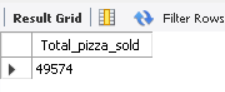 Result Grid Filter Rows
Total_pizza_sold
49574